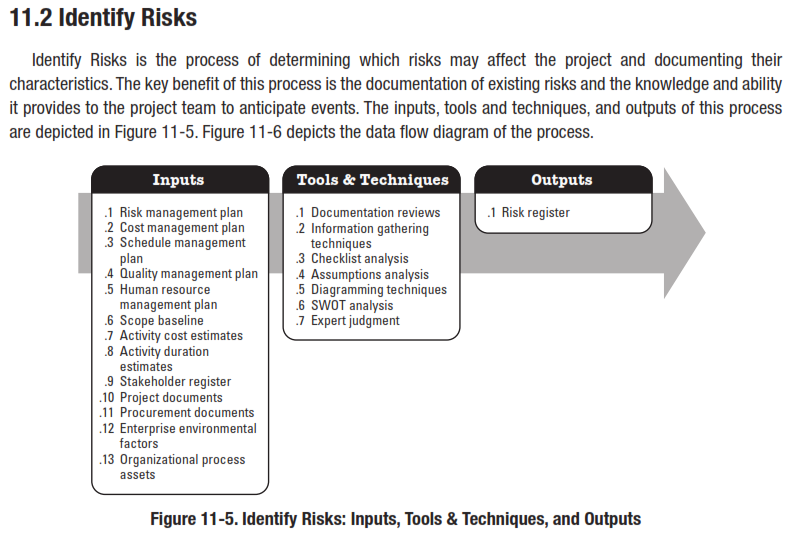 11.2 Identify Risks
Identify Risks is the process of determining which risks may affect the project and documenting their
characteristics. The key benefit of this process is the documentation of existing risks and the knowledge and ability
it provides to the project team to anticipate events. The inputs, tools and techniques, and outputs of this process
are depicted in Figure 11-5. Figure 11-6 depicts the data flow diagram of the process.
Inputs
.1 Risk management plan
.2 Cost management plan
.3 Schedule management
plan
.4 Quality management plan
.5 Human resource
management plan
.6 Scope baseline
.7 Activity cost estimates
.8 Activity duration
estimates
.9 Stakeholder register
.10 Project documents
.11 Procurement documents
.12 Enterprise environmental
factors
.13 Organizational process
assets
Tools & Techniques
.1 Documentation reviews
.2 Information gathering
techniques
.3 Checklist analysis
.4 Assumptions analysis
.5 Diagramming techniques
.6 SWOT analysis
.7 Expert judgment
Outputs
.1 Risk register
Figure 11-5. Identify Risks: Inputs, Tools & Techniques, and Outputs